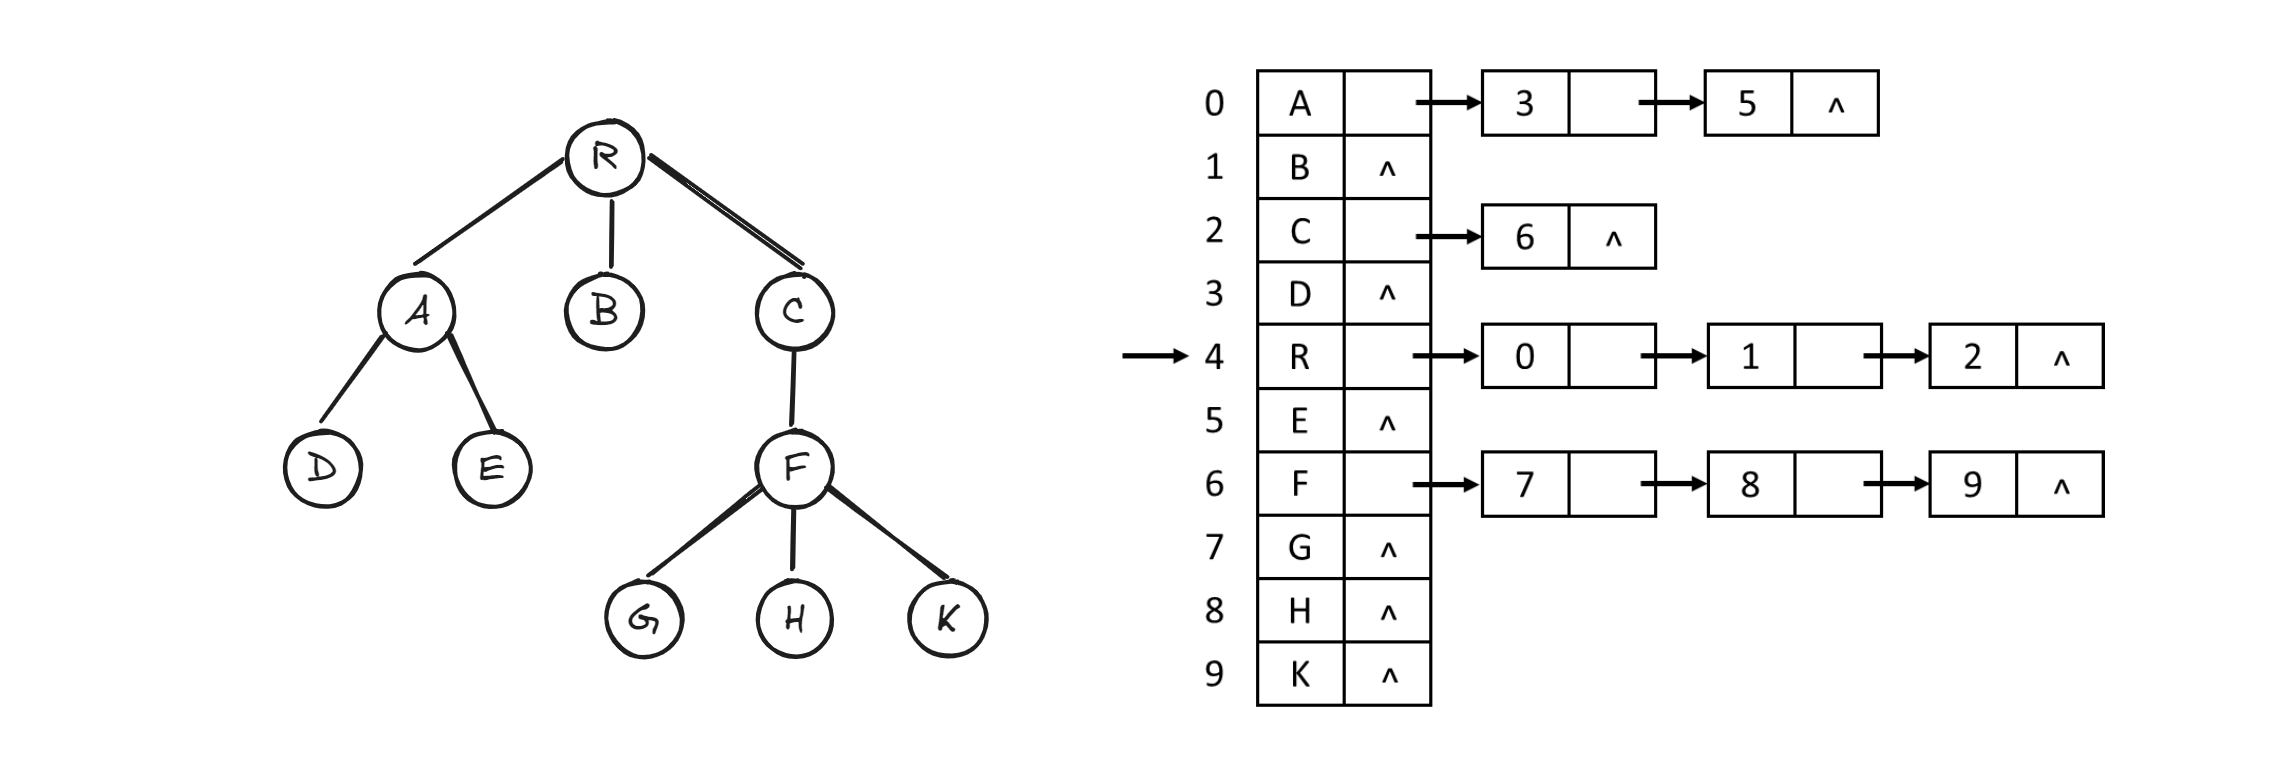 R
A B C
D E F
G H K
0 A 3 5 ^
1 B ^
2 C 6 ^
3 D ^
4 R 0 1 2 ^
5 E ^
6 F 7 8 9 ^
7 G ^
8 H ^
9 K ^